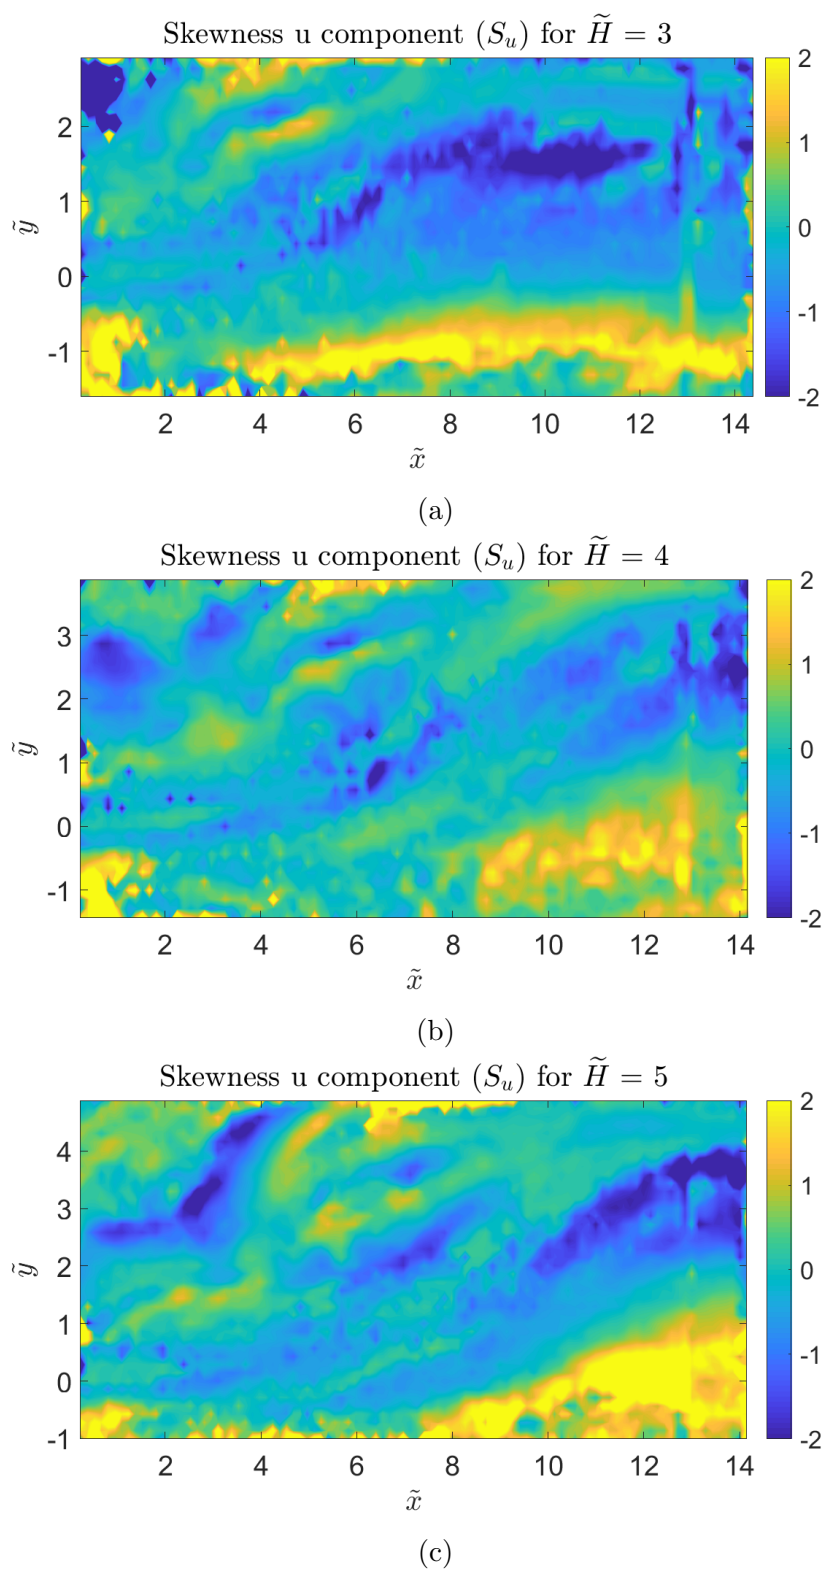 Skewness u component (Sᵤ) for H̃ = 3
2
1
0
-1
ỹ
2 4 6 8 10 12 14
x̃
2
1
0
-1
-2
(a)
Skewness u component (Sᵤ) for H̃ = 4
3
2
1
0
-1
ỹ
2 4 6 8 10 12 14
x̃
2
1
0
-1
-2
(b)
Skewness u component (Sᵤ) for H̃ = 5
4
3
2
1
0
-1
ỹ
2 4 6 8 10 12 14
x̃
2
1
0
-1
-2
(c)